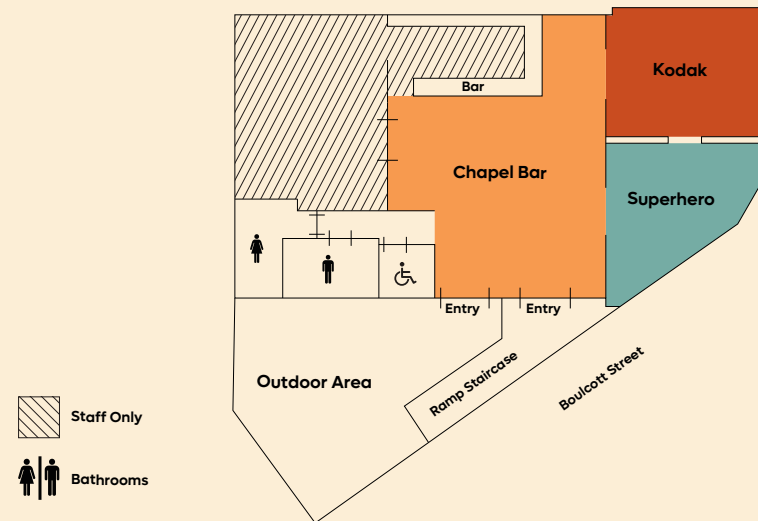 Kodak
Bar
Chapel Bar
Superhero
Entry
Entry
Outdoor Area
Ramp Staircase
Boulcott Street
Staff Only
Bathrooms